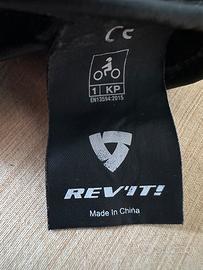 CE
1 KP
EN13594:2015
REV'IT!
Made In China